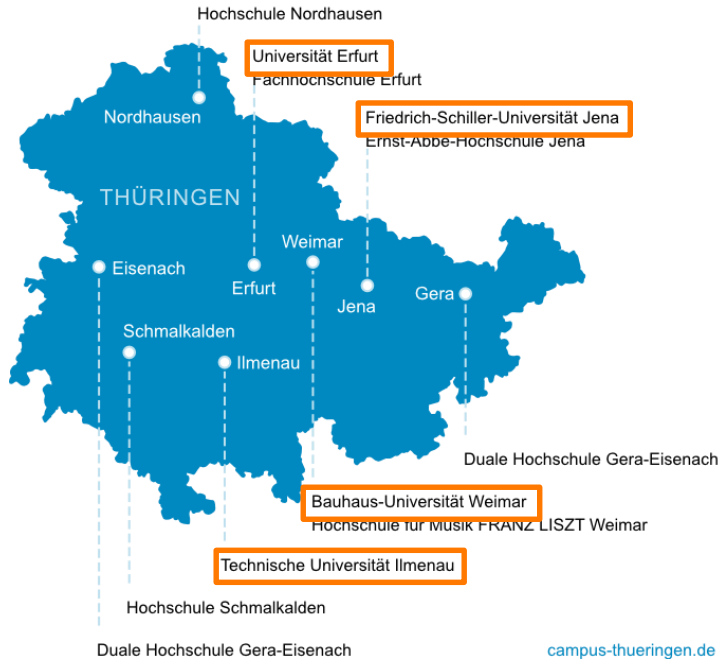 Hochschule Nordhausen
Universität Erfurt
Fachhochschule Erfurt
Friedrich-Schiller-Universität Jena
Ernst-Abbe-Hochschule Jena
Nordhausen
THÜRINGEN
Weimar
Eisenach
Erfurt
Jena
Gera
Schmalkalden
Ilmenau
Duale Hochschule Gera-Eisenach
Bauhaus-Universität Weimar
Hochschule für Musik FRANZ LISZT Weimar
Technische Universität Ilmenau
Hochschule Schmalkalden
Duale Hochschule Gera-Eisenach
campus-thueringen.de